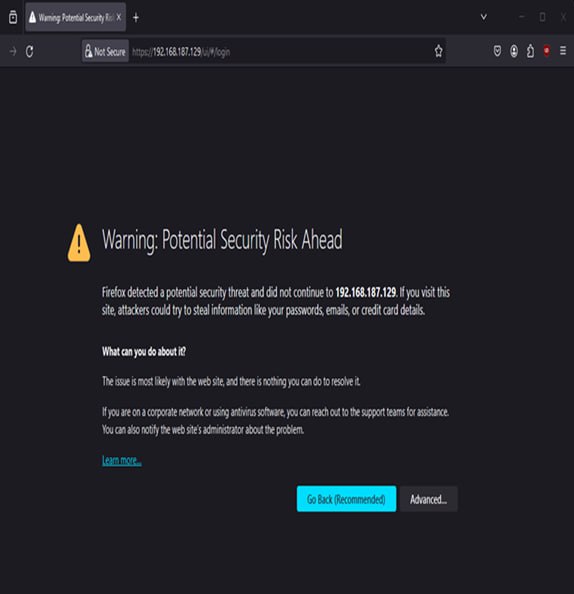 Warning: Potential Security Ris
Not Secure https://192.168.187.129/ui/#/login
Warning: Potential Security Risk Ahead
Firefox detected a potential security threat and did not continue to 192.168.187.129. If you visit this
site, attackers could try to steal information like your passwords, emails, or credit card details.
What can you do about it?
The issue is most likely with the web site, and there is nothing you can do to resolve it.
If you are on a corporate network or using antivirus software, you can reach out to the support teams for assistance.
You can also notify the web site's administrator about the problem.
Learn more...
Go Back (Recommended) Advanced...